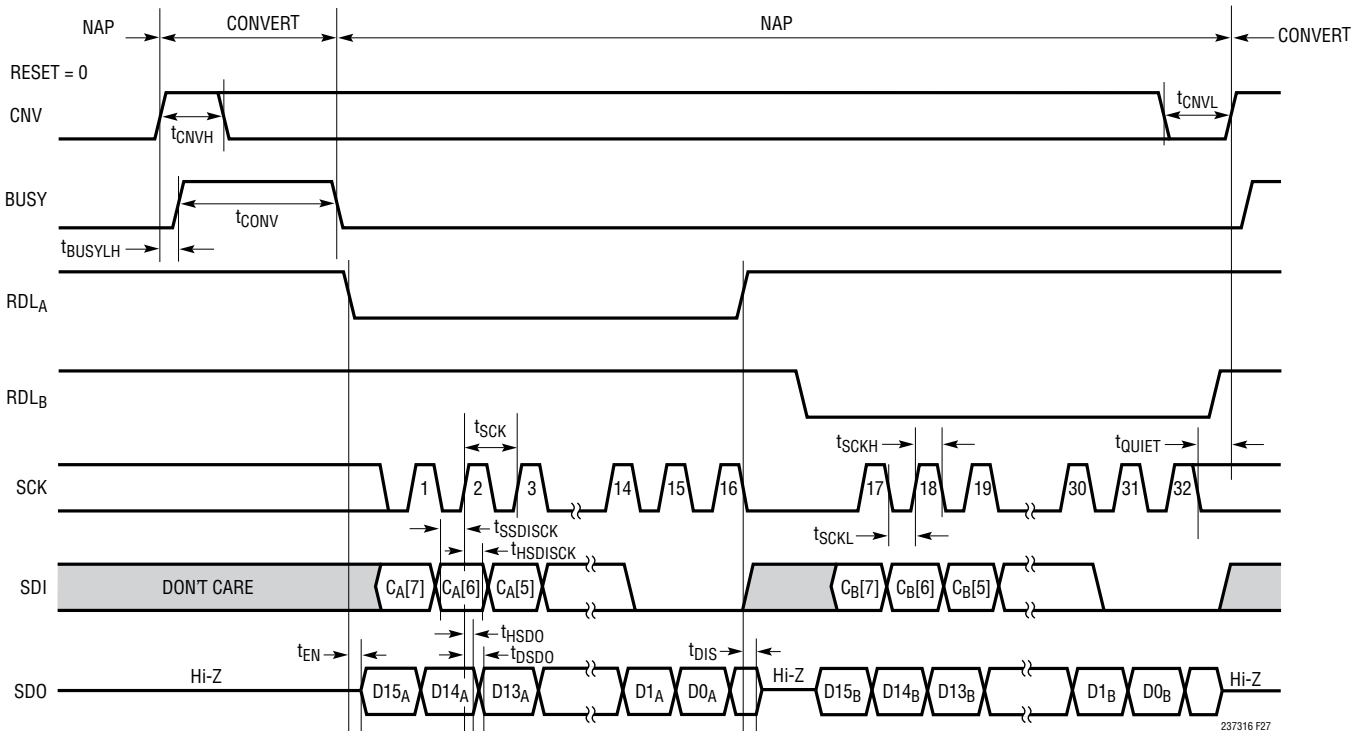 NAP CONVERT NAP CONVERT
RESET = 0
CNV tCNVH tCNVL
BUSY tCONV
tBUSYLH
RDLA
RDLB
tSCK tSCKH tQUIET
SCK 1 2 3 14 15 16 17 18 19 30 31 32
tSSDISCK tSCKL
tHSDISCK
SDI DON'T CARE CA[7] CA[6] CA[5] CB[7] CB[6] CB[5]
tHSDO
tEN tDSDO tDIS
SDO Hi-Z D15A D14A D13A D1A D0A Hi-Z D15B D14B D13B D1B D0B Hi-Z
237316 F27